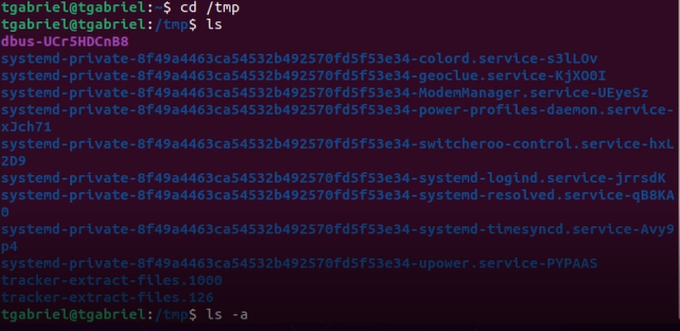 tgabriel@tgabriel:~$ cd /tmp
tgabriel@tgabriel:/tmp$ ls
dbus-UCr5HDCnB8
systemd-private-8f49a4463ca54532b492570fd5f53e34-colord.service-s3lLOv
systemd-private-8f49a4463ca54532b492570fd5f53e34-geoclue.service-KjXO0I
systemd-private-8f49a4463ca54532b492570fd5f53e34-ModemManager.service-UEyeSz
systemd-private-8f49a4463ca54532b492570fd5f53e34-power-profiles-daemon.service-
xJch71
systemd-private-8f49a4463ca54532b492570fd5f53e34-switcheroo-control.service-hxL
2D9
systemd-private-8f49a4463ca54532b492570fd5f53e34-systemd-logind.service-jrrsdK
systemd-private-8f49a4463ca54532b492570fd5f53e34-systemd-resolved.service-qB8KA
0
systemd-private-8f49a4463ca54532b492570fd5f53e34-systemd-timesyncd.service-Avy9
p4
systemd-private-8f49a4463ca54532b492570fd5f53e34-upower.service-PYPAAS
tracker-extract-files.1000
tracker-extract-files.126
tgabriel@tgabriel:/tmp$ ls -a